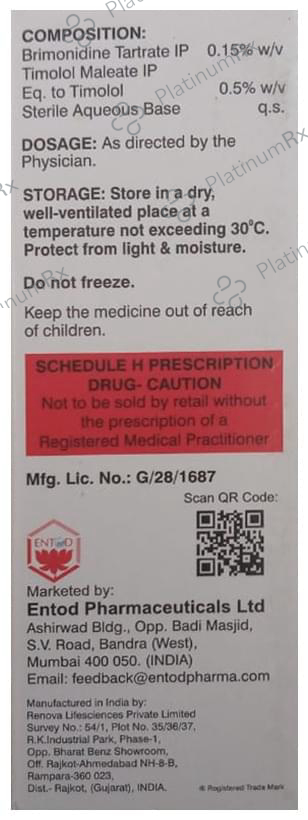 COMPOSITION:
Brimonidine Tartrate IP 0.15% w/v
Timolol Maleate IP
Eq. to Timolol 0.5% w/v
Sterile Aqueous Base q.s.
DOSAGE: As directed by the
Physician.
STORAGE: Store in a dry,
well-ventilated place at a
temperature not exceeding 30°C.
Protect from light & moisture.
Do not freeze.
Keep the medicine out of reach
of children.
SCHEDULE H PRESCRIPTION
DRUG- CAUTION
Not to be sold by retail without
the prescription of a
Registered Medical Practitioner
Mfg. Lic. No.: G/28/1687
Scan QR Code:
ENTOD
Marketed by:
Entod Pharmaceuticals Ltd
Ashirwad Bldg., Opp. Badi Masjid,
S.V. Road, Bandra (West),
Mumbai 400 050. (INDIA)
Email: feedback@entodpharma.com
Manufactured in India by:
Renova Lifesciences Private Limited
Survey No.: 54/1, Plot No. 35/36/37,
R.K.Industrial Park, Phase-1,
Opp. Bharat Benz Showroom,
Off. Rajkot-Ahmedabad NH-8-B,
Rampara-360 023,
Dist.- Rajkot, (Gujarat), INDIA.
® Registered Trade Mark
PlatinumRx
PlatinumRx
PlatinumRx